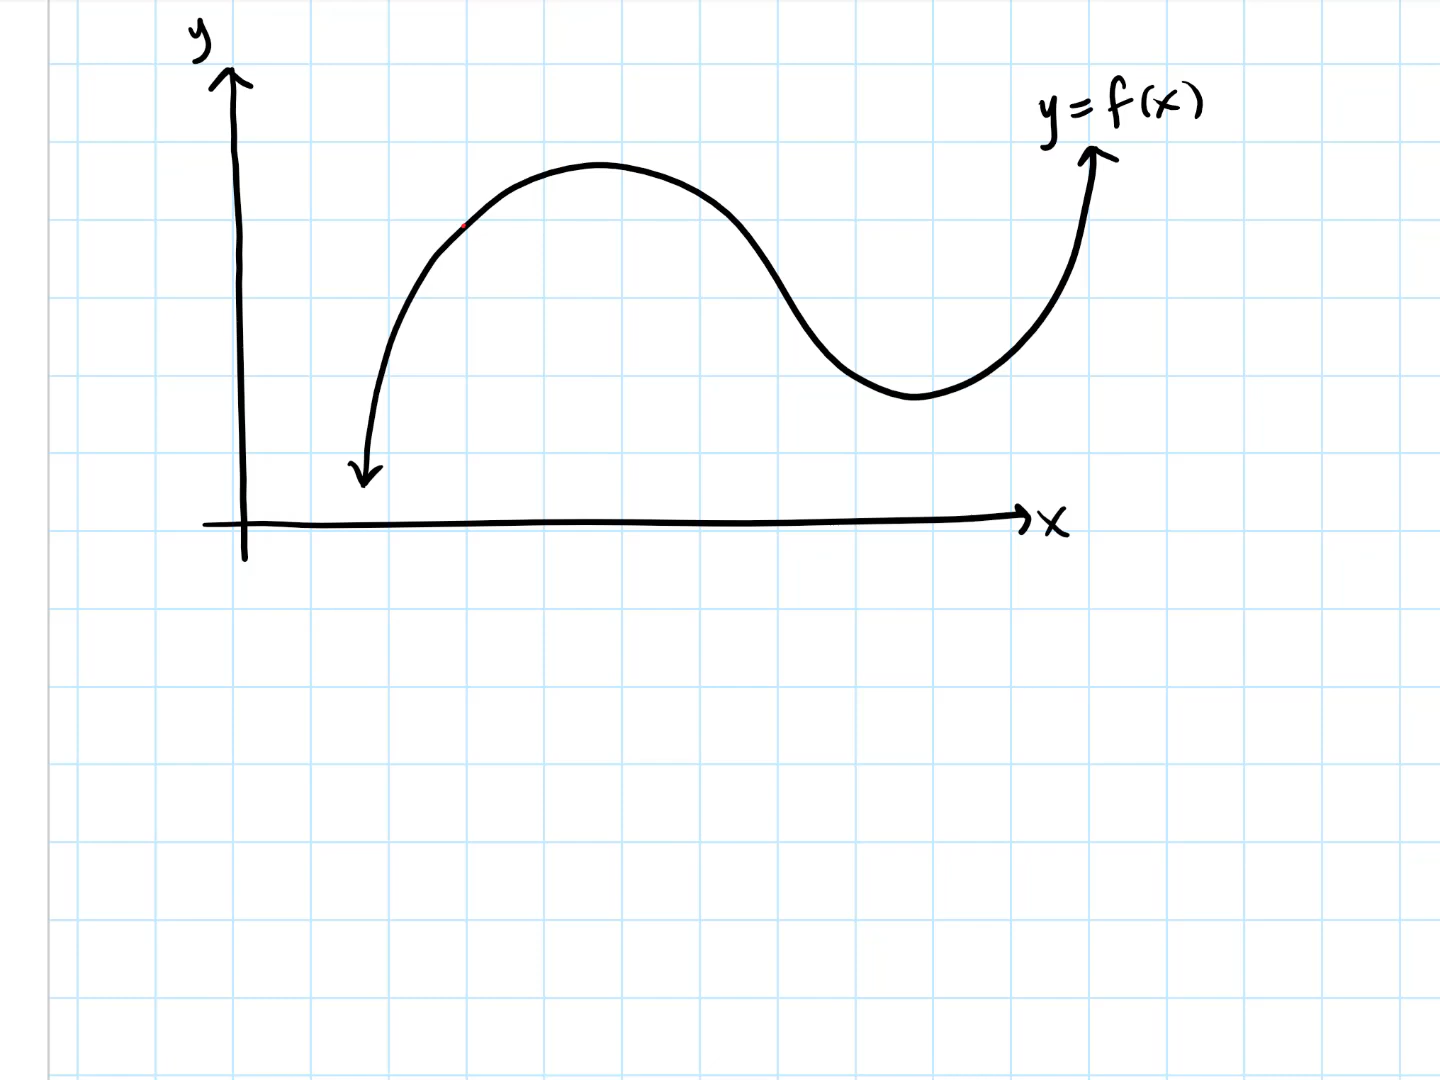 y
y = f(x)
x